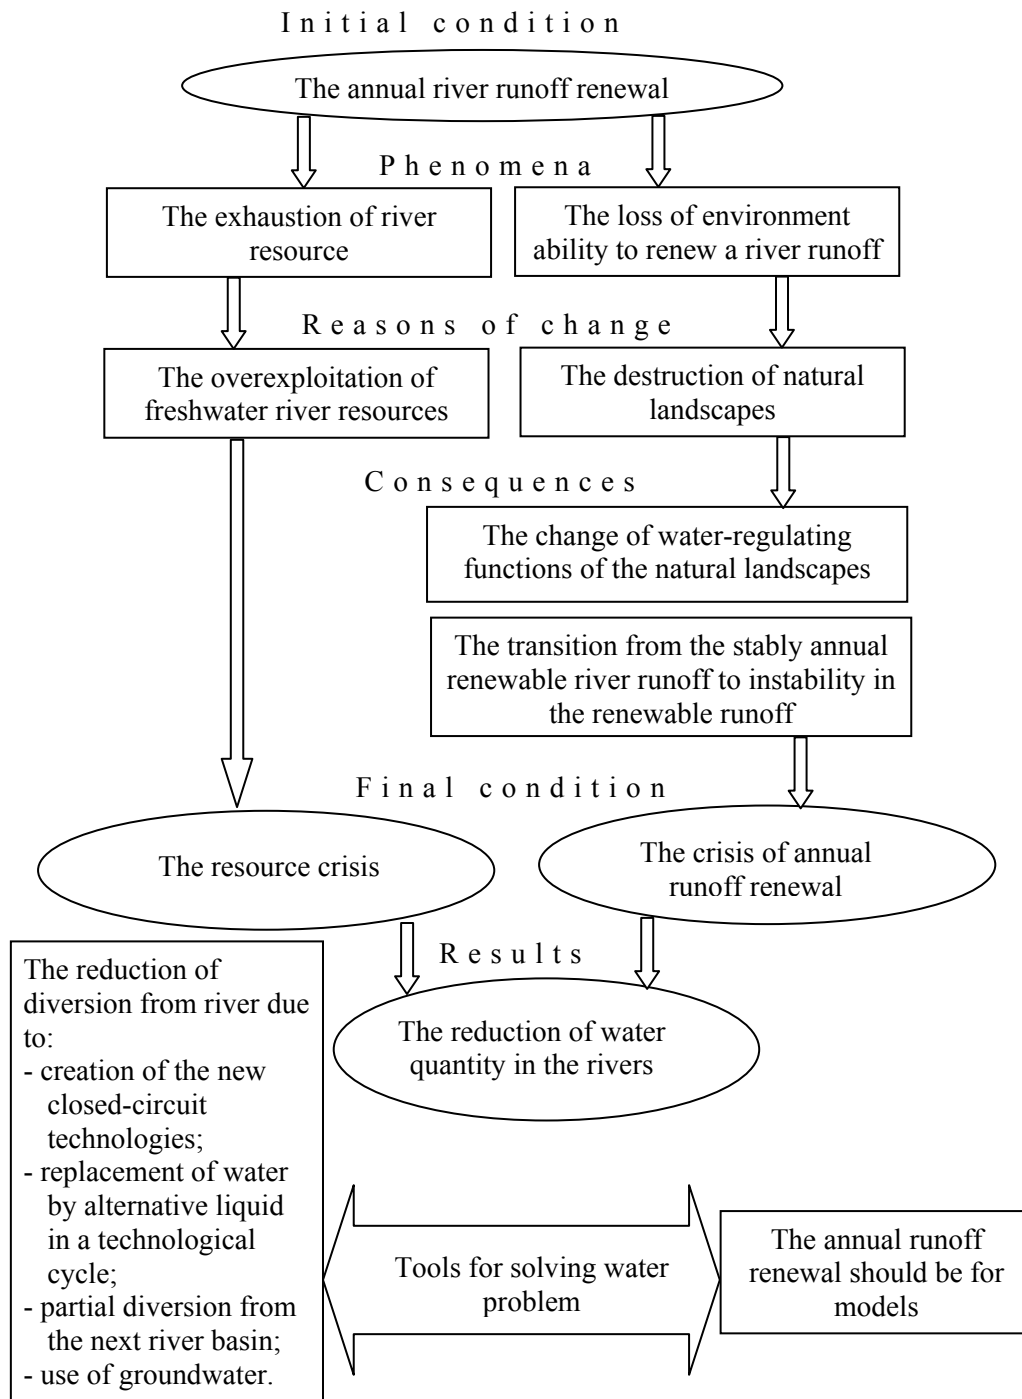 Initial condition
The annual river runoff renewal
Phenomena
The exhaustion of river
resource
The loss of environment
ability to renew a river runoff
Reasons of change
The overexploitation of
freshwater river resources
The destruction of natural
landscapes
Consequences
The change of water-regulating
functions of the natural landscapes
The transition from the stably annual
renewable river runoff to instability in
the renewable runoff
Final condition
The resource crisis
The crisis of annual
runoff renewal
Results
The reduction of water
quantity in the rivers
The reduction of
diversion from river due
to:
- creation of the new
closed-circuit
technologies;
- replacement of water
by alternative liquid
in a technological
cycle;
- partial diversion from
the next river basin;
- use of groundwater.
Tools for solving water
problem
The annual runoff
renewal should be for
models